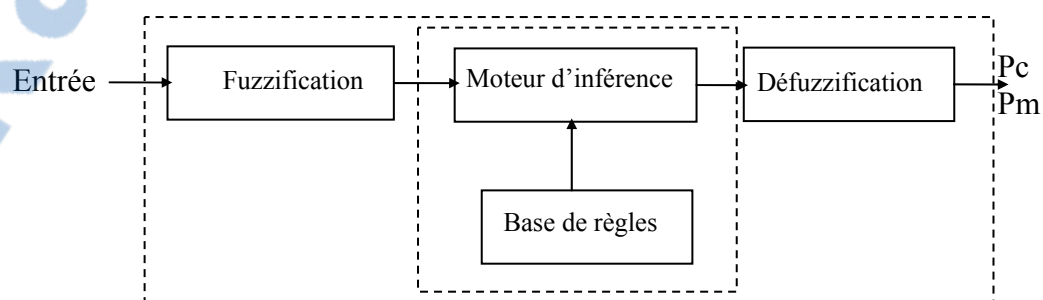 Entrée
Fuzzification
Moteur d’inférence
Défuzzification
Pc
Pm
Base de règles